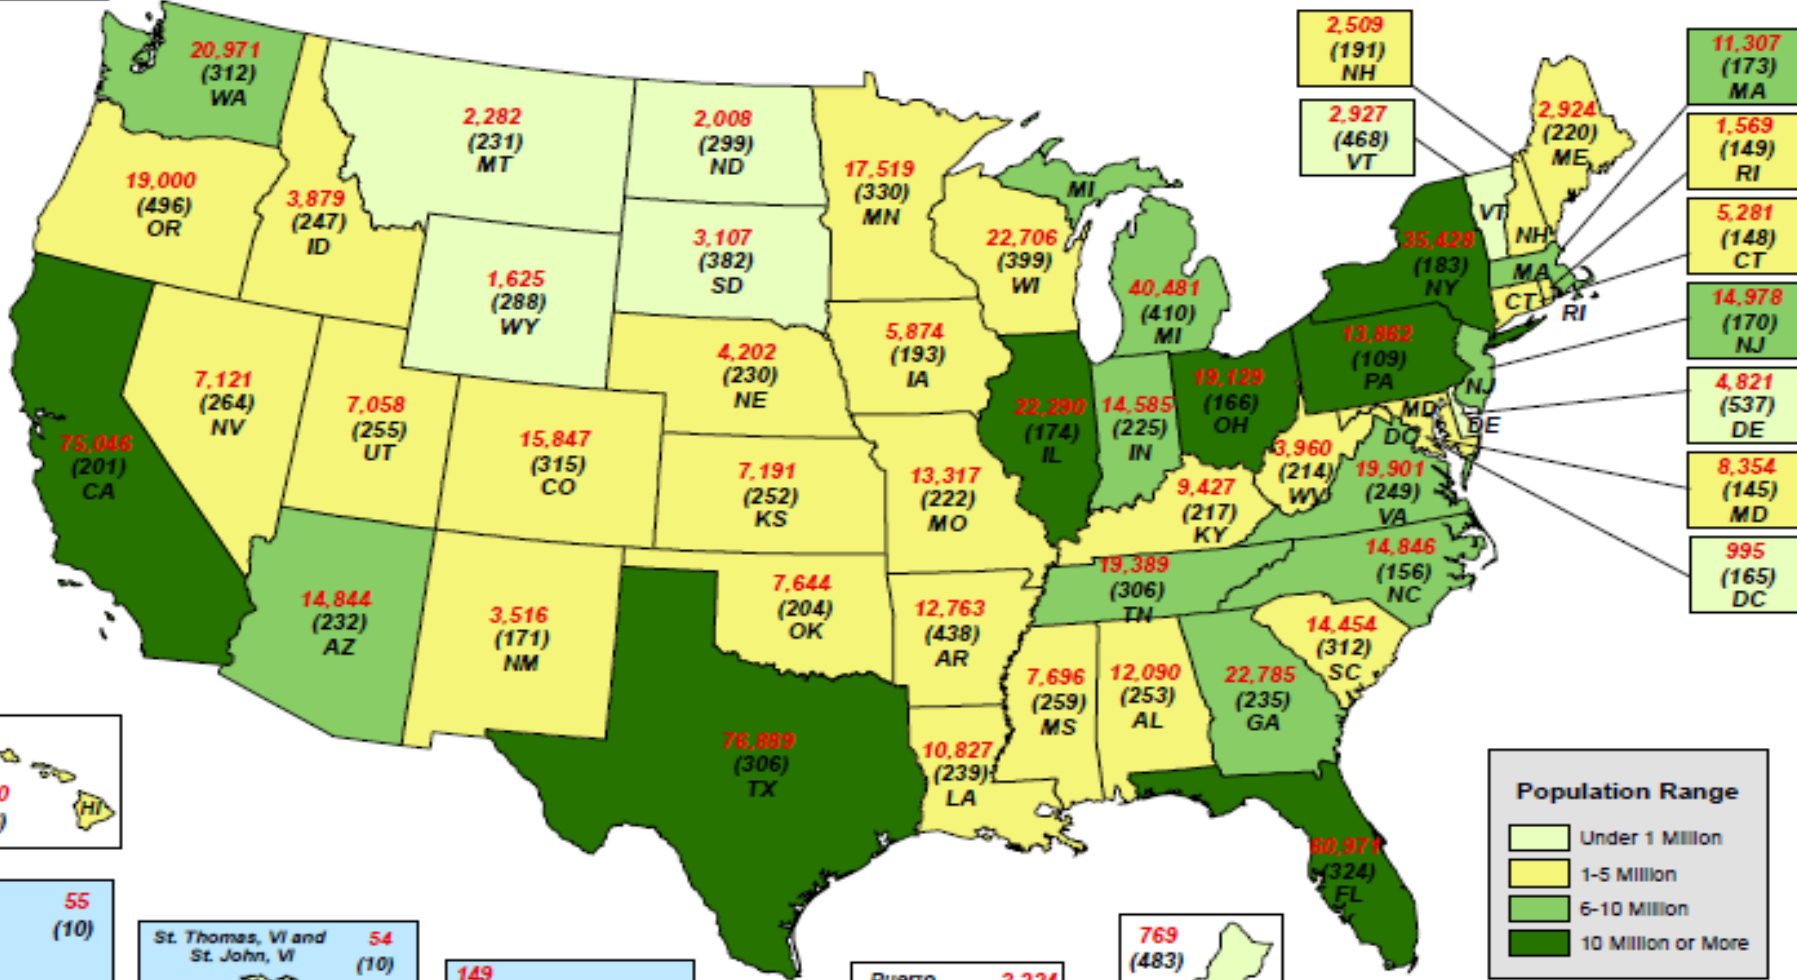 20,971
(312)
WA
19,000
(496)
OR
3,879
(247)
ID
2,282
(231)
MT
2,008
(299)
ND
3,107
(382)
SD
1,625
(288)
WY
17,519
(330)
MN
22,706
(399)
WI
MI
40,481
(410)
MI
2,509
(191)
NH
2,927
(468)
VT
2,924
(220)
ME
11,307
(173)
MA
1,569
(149)
RI
5,281
(148)
CT
14,978
(170)
NJ
4,821
(537)
DE
8,354
(145)
MD
995
(165)
DC
VT
NH
MA
CT
RI
NJ
MD
DE
DC
35,428
(183)
NY
13,862
(109)
PA
19,129
(166)
OH
14,585
(225)
IN
22,290
(174)
IL
5,874
(193)
IA
4,202
(230)
NE
7,121
(264)
NV
7,058
(255)
UT
15,847
(315)
CO
7,191
(252)
KS
13,317
(222)
MO
9,427
(217)
KY
3,960
(214)
WV
19,901
(249)
VA
75,046
(201)
CA
14,844
(232)
AZ
3,516
(171)
NM
7,644
(204)
OK
12,763
(438)
AR
19,389
(306)
TN
14,846
(156)
NC
14,454
(312)
SC
7,696
(259)
MS
12,090
(253)
AL
22,785
(235)
GA
76,889
(306)
TX
10,827
(239)
LA
60,971
(324)
FL
HI
55
(10)
St. Thomas, VI and
St. John, VI
54
(10)
149
769
(483)
Population Range
Under 1 Million
1-5 Million
6-10 Million
10 Million or More